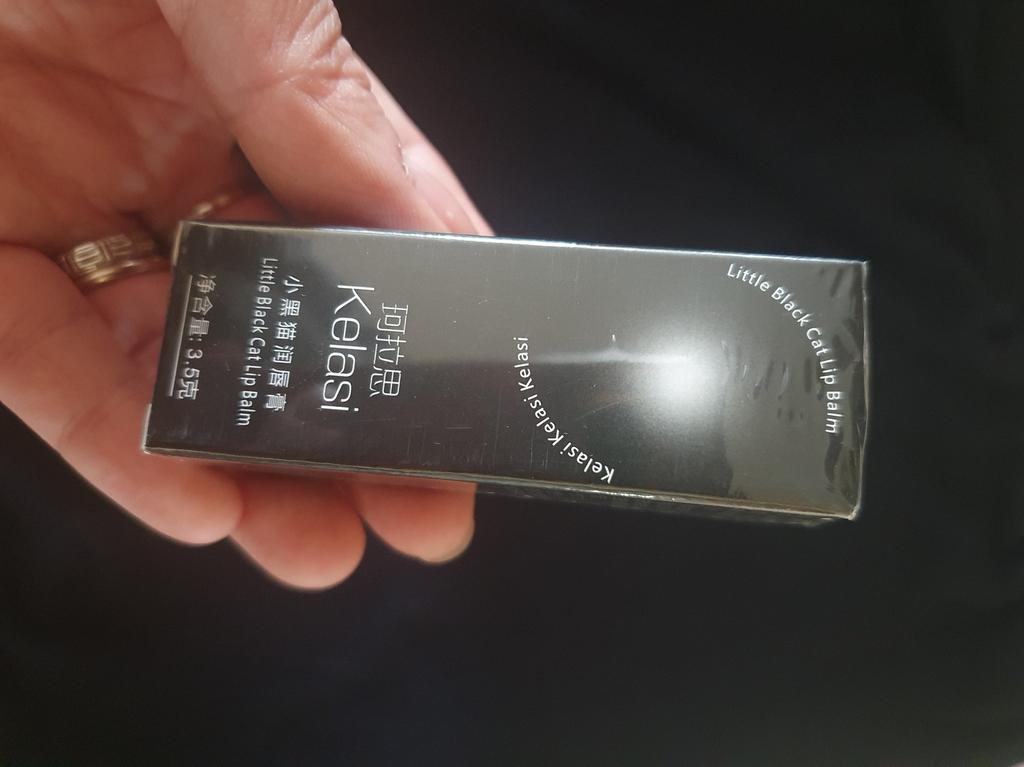 Little Black Cat Lip Balm
Kelasi Kelasi Kelasi
珂拉思
Kelasi
小黑猫润唇膏
Little Black Cat Lip Balm
净含量: 3.5克